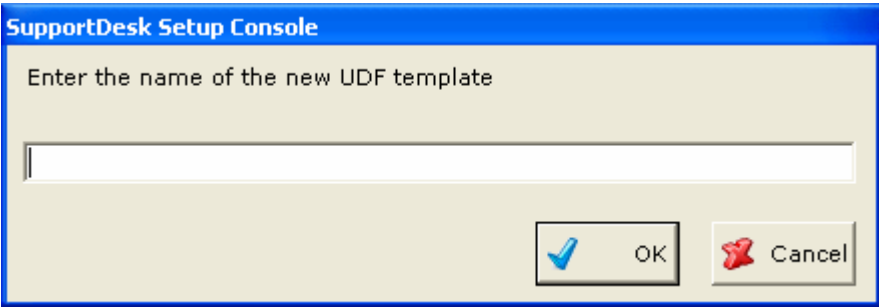 SupportDesk Setup Console
Enter the name of the new UDF template
OK
Cancel